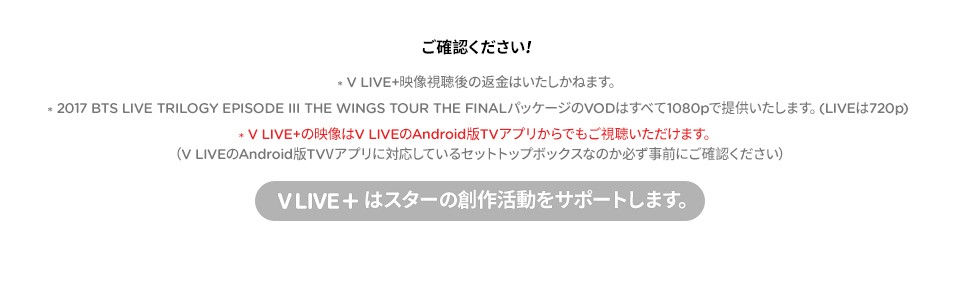 ご確認ください!
* V LIVE+映像視聴後の返金はいたしかねます。
* 2017 BTS LIVE TRILOGY EPISODE III THE WINGS TOUR THE FINALパッケージのVODはすべて1080pで提供いたします。(LIVEは720p)
* V LIVE+の映像はV LIVEのAndroid版TVアプリからでもご視聴いただけます。
（V LIVEのAndroid版TVVアプリに対応しているセットトップボックスなのか必ず事前にご確認ください）
V LIVE+ はスターの創作活動をサポートします。